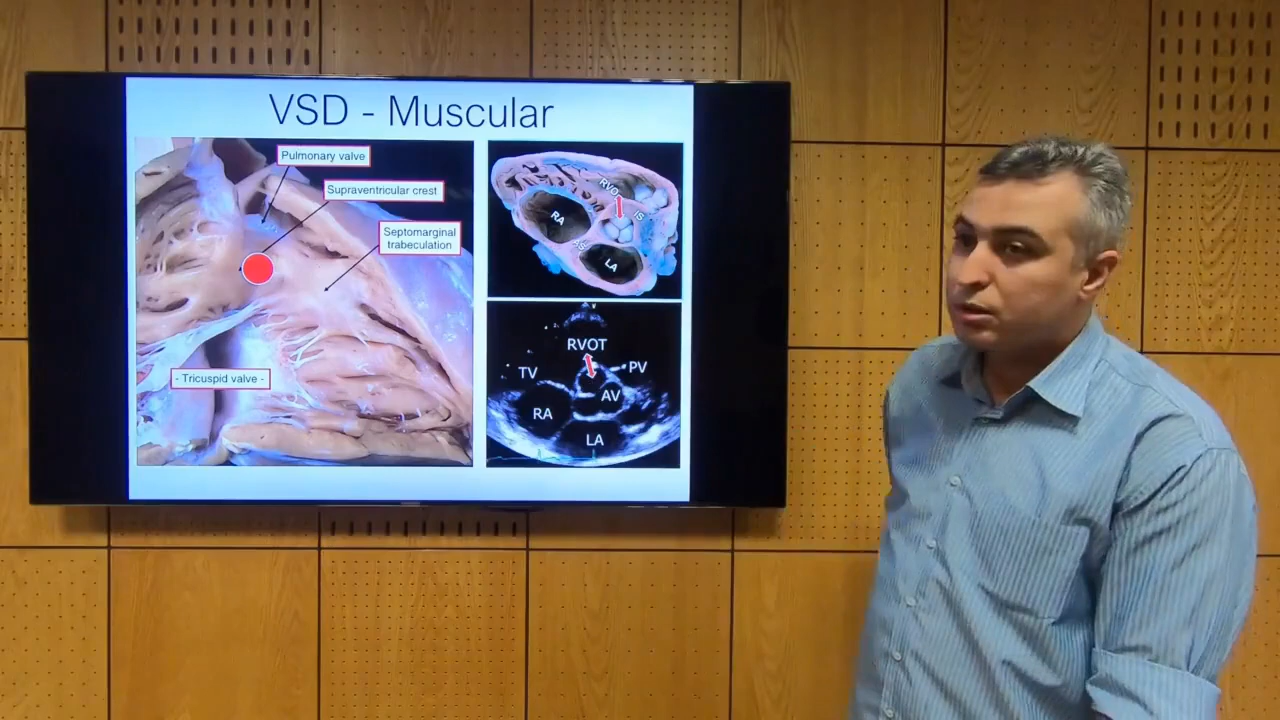 VSD - Muscular
Pulmonary valve
Supraventricular crest
Septomarginal
trabeculation
- Tricuspid valve -
RA
IS
LA
RVOT
TV
PV
AV
RA
LA